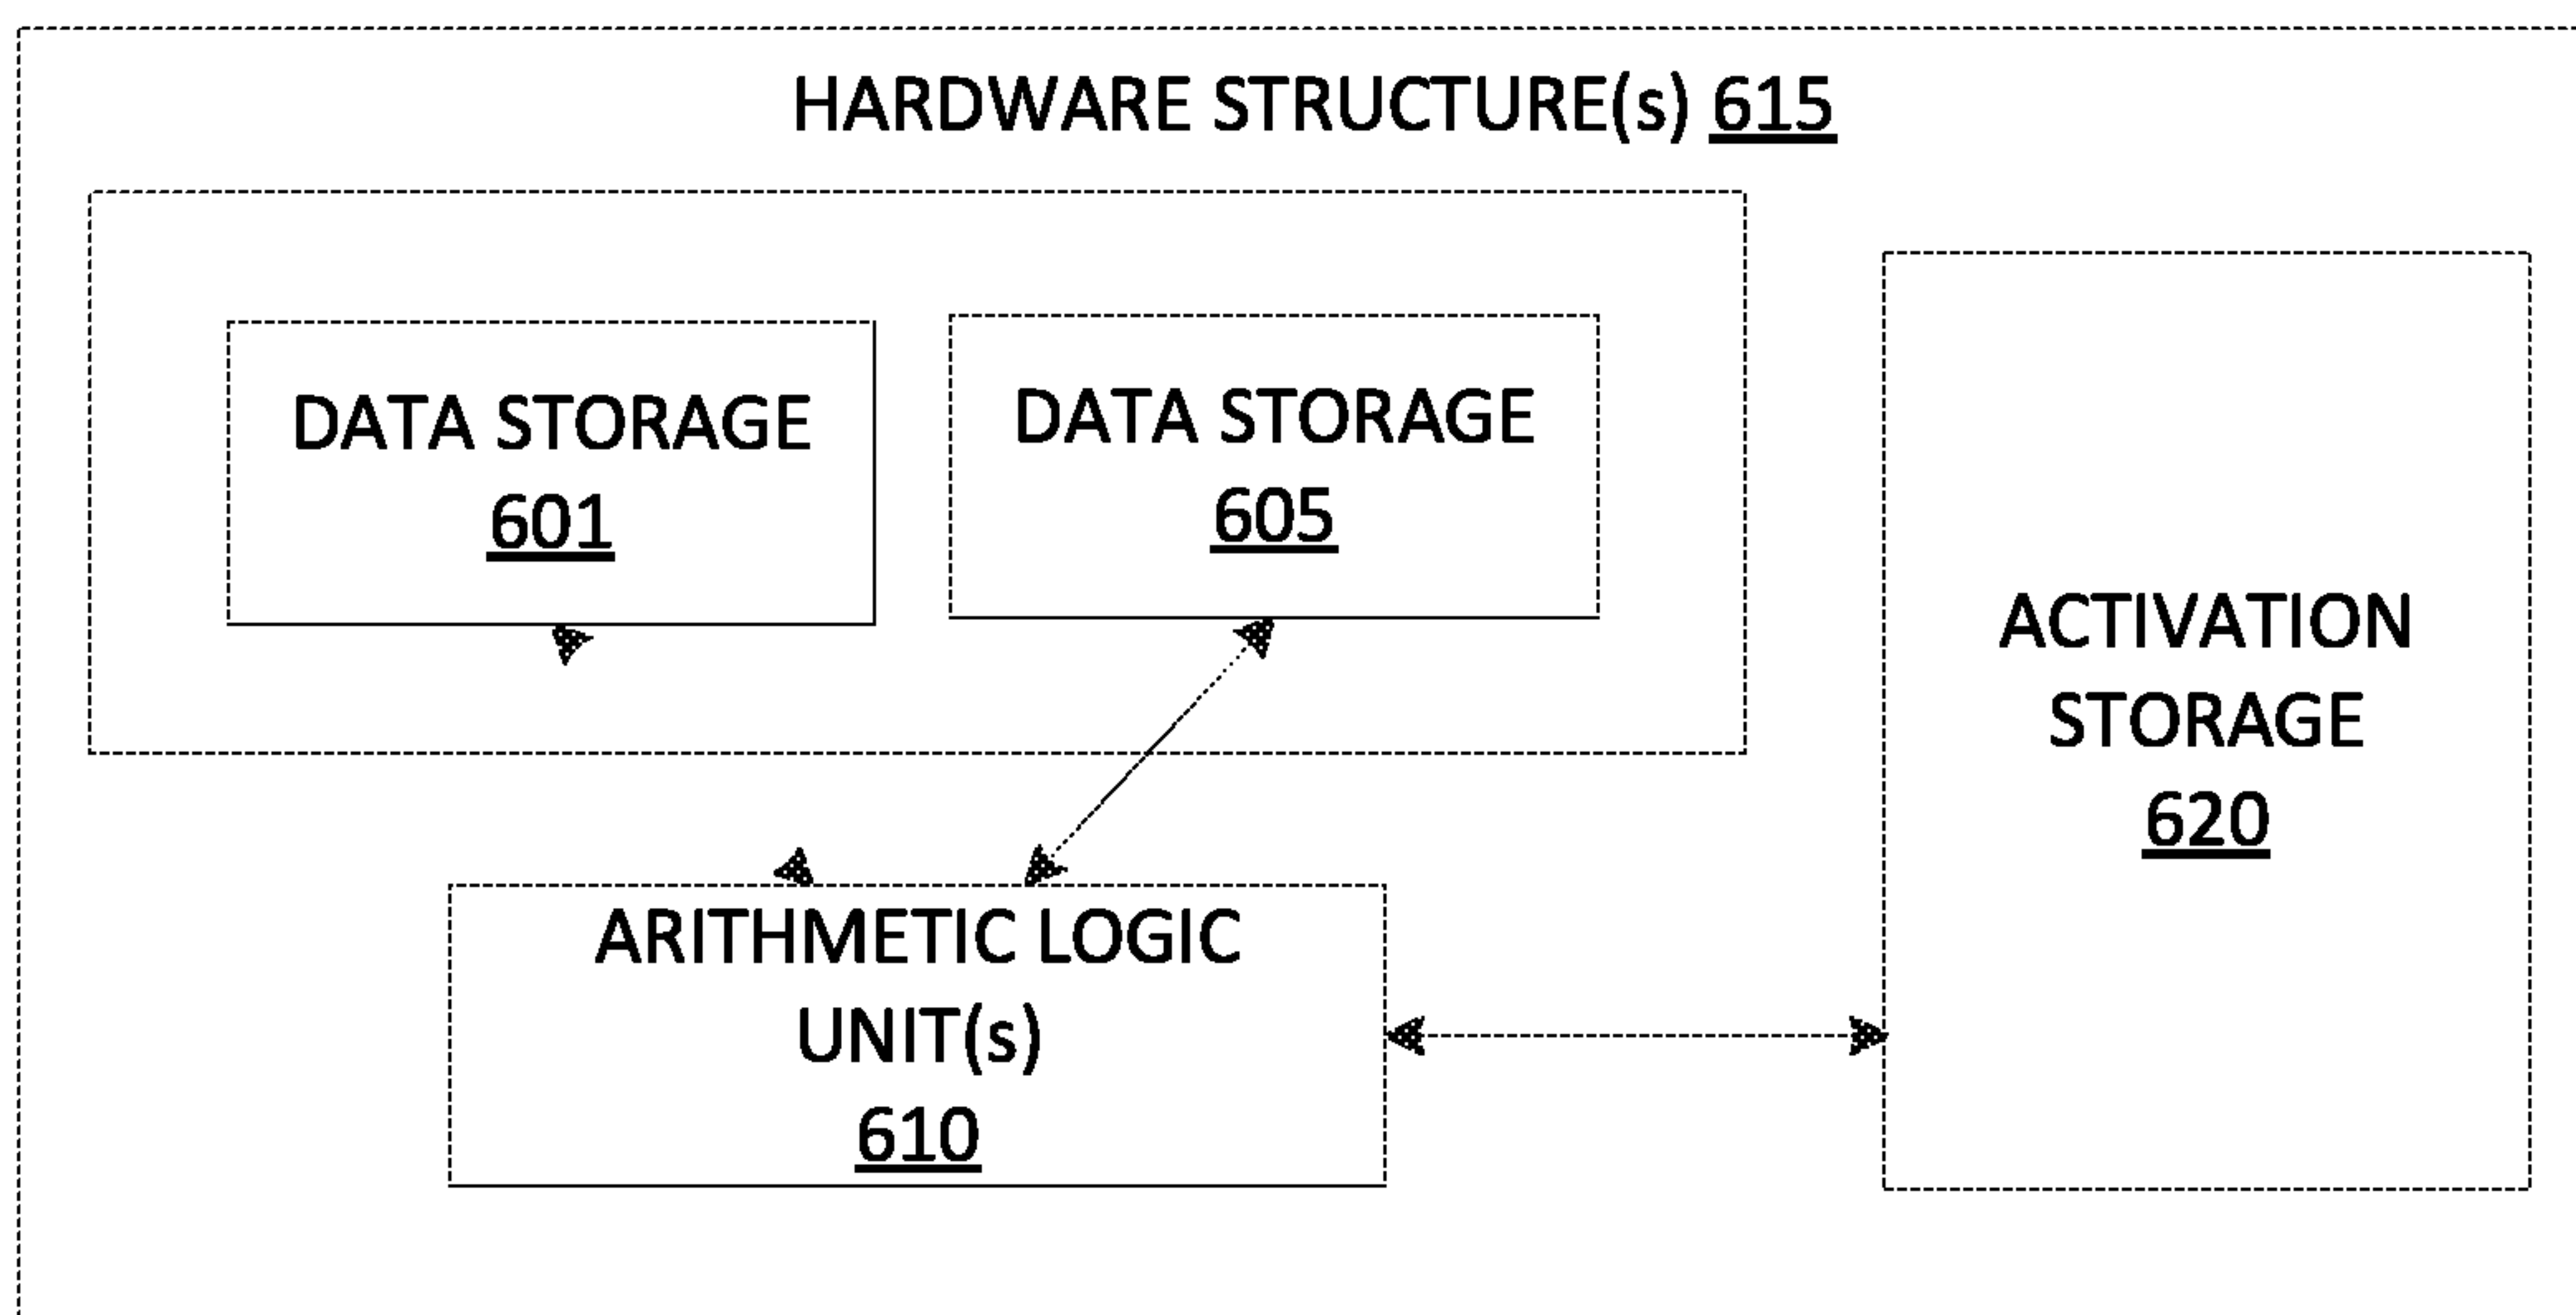 HARDWARE STRUCTURE(s) 615
DATA STORAGE
601
DATA STORAGE
605
ACTIVATION
STORAGE
620
ARITHMETIC LOGIC
UNIT(s)
610